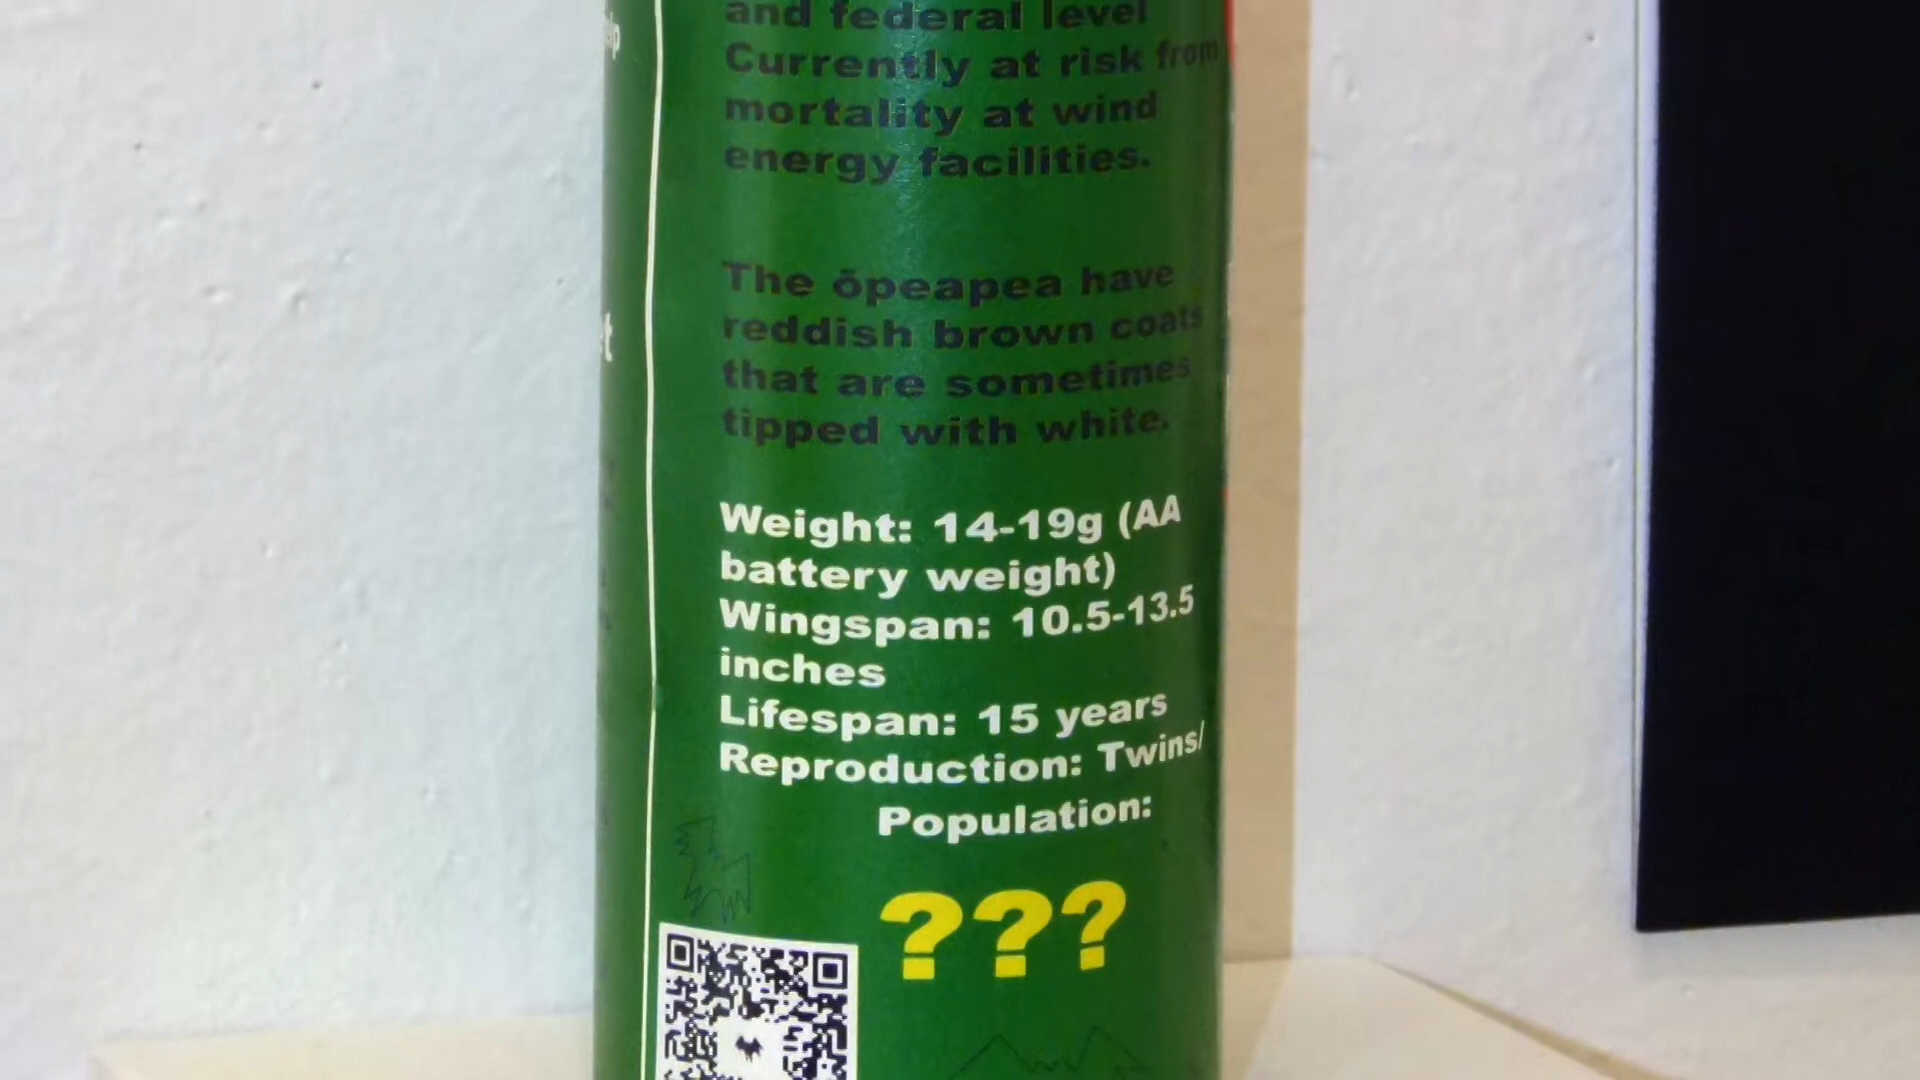 and federal level
Currently at risk from
mortality at wind
energy facilities.
The ōpeapea have
reddish brown coats
that are sometimes
tipped with white.
Weight: 14-19g (AA
battery weight)
Wingspan: 10.5-13.5
inches
Lifespan: 15 years
Reproduction: Twins/
Population:
???